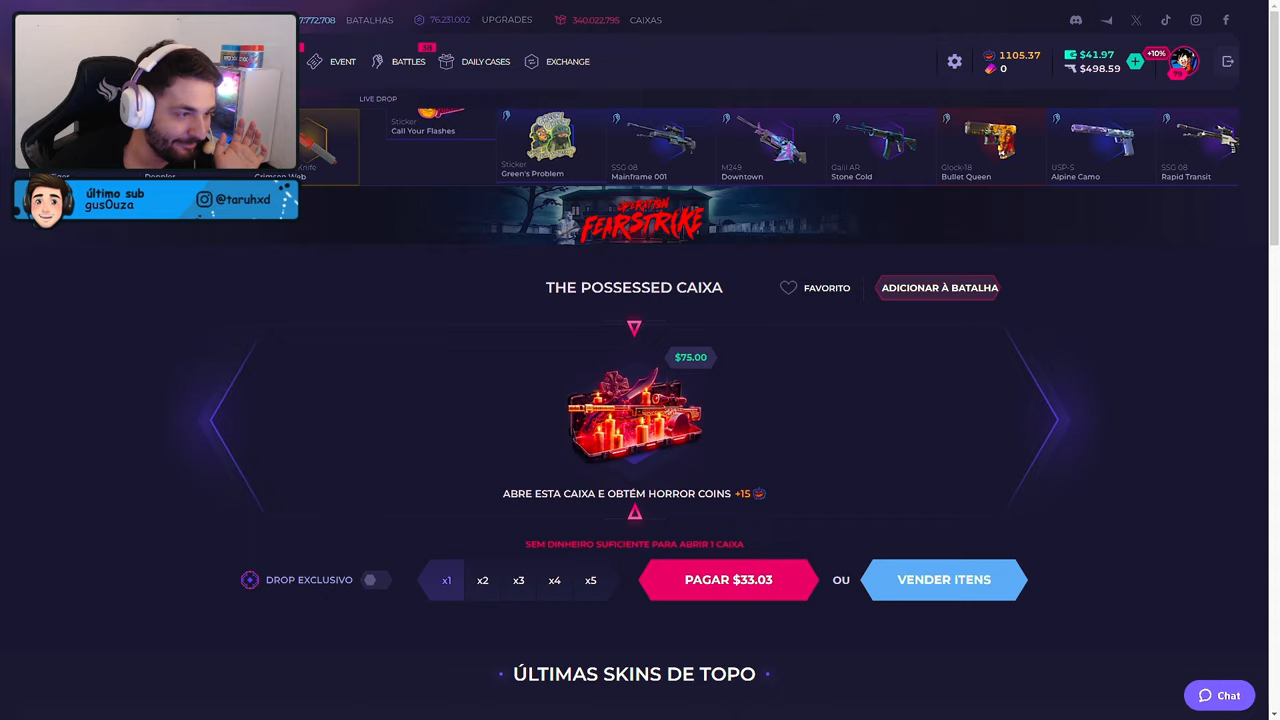 7.772.708 BATALHAS 76.231.002 UPGRADES 340.022.795 CAIXAS
EVENT BATTLES DAILY CASES EXCHANGE
1105.37
0
$41.97
$498.59
+10%
79
LIVE DROP
Knife
Crimson Web
Doppler
Sticker
Call Your Flashes
Sticker
Green's Problem
SSG 08
Mainframe 001
M249
Downtown
Galil AR
Stone Cold
Glock-18
Bullet Queen
USP-S
Alpine Camo
SSG 08
Rapid Transit
último sub
gus0uza
@taruhxd
OPERATION
FEARSTRIKE
THE POSSESSED CAIXA
FAVORITO
ADICIONAR À BATALHA
$75.00
ABRE ESTA CAIXA E OBTÉM HORROR COINS +15
SEM DINHEIRO SUFICIENTE PARA ABRIR 1 CAIXA
DROP EXCLUSIVO
x1 x2 x3 x4 x5
PAGAR $33.03
OU
VENDER ITENS
ÚLTIMAS SKINS DE TOPO
Chat